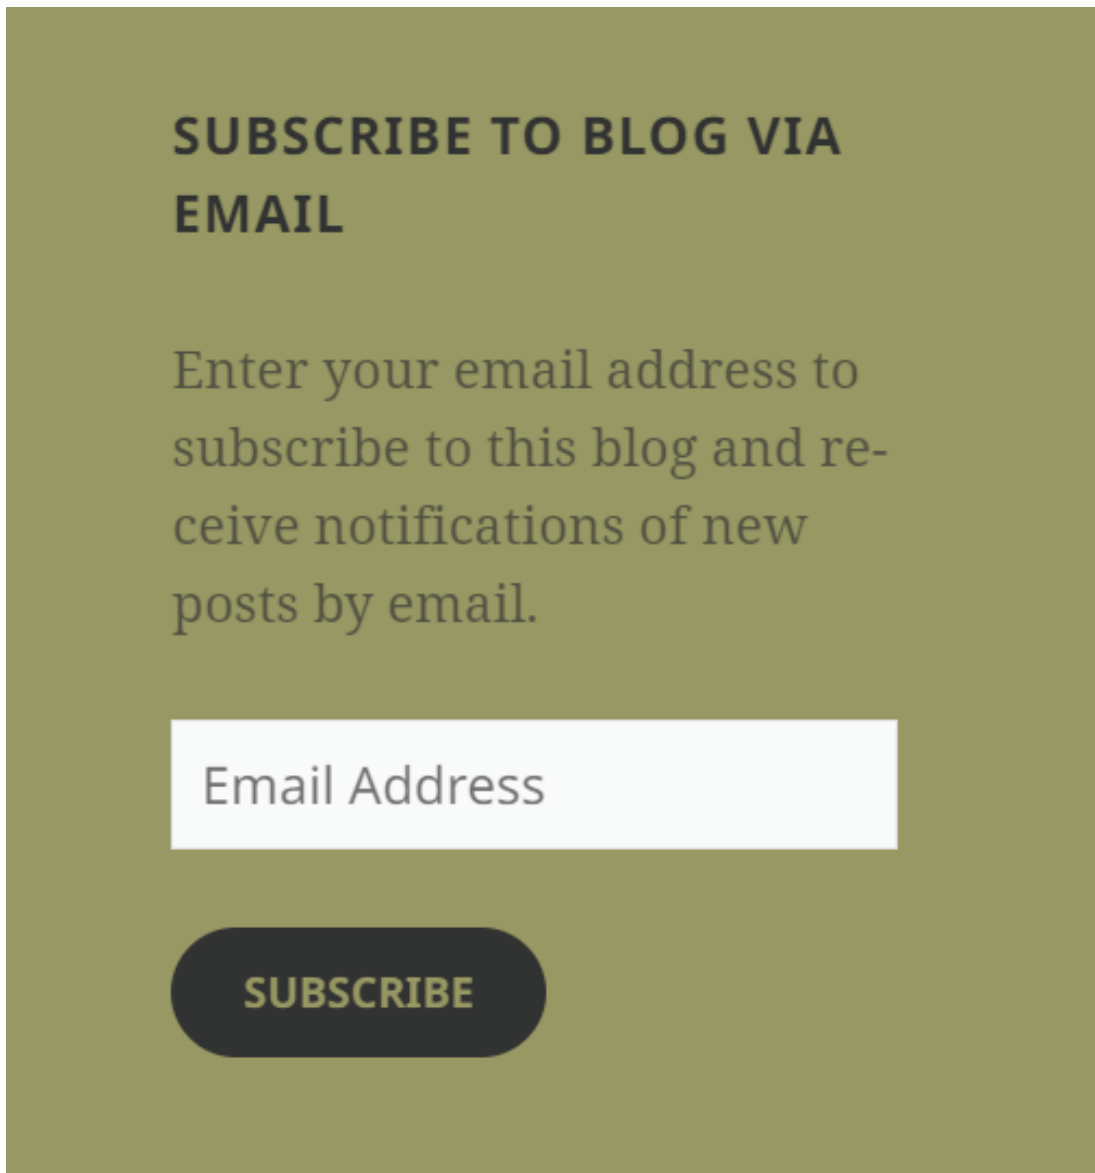 SUBSCRIBE TO BLOG VIA
EMAIL
Enter your email address to
subscribe to this blog and re-
ceive notifications of new
posts by email.
Email Address
SUBSCRIBE